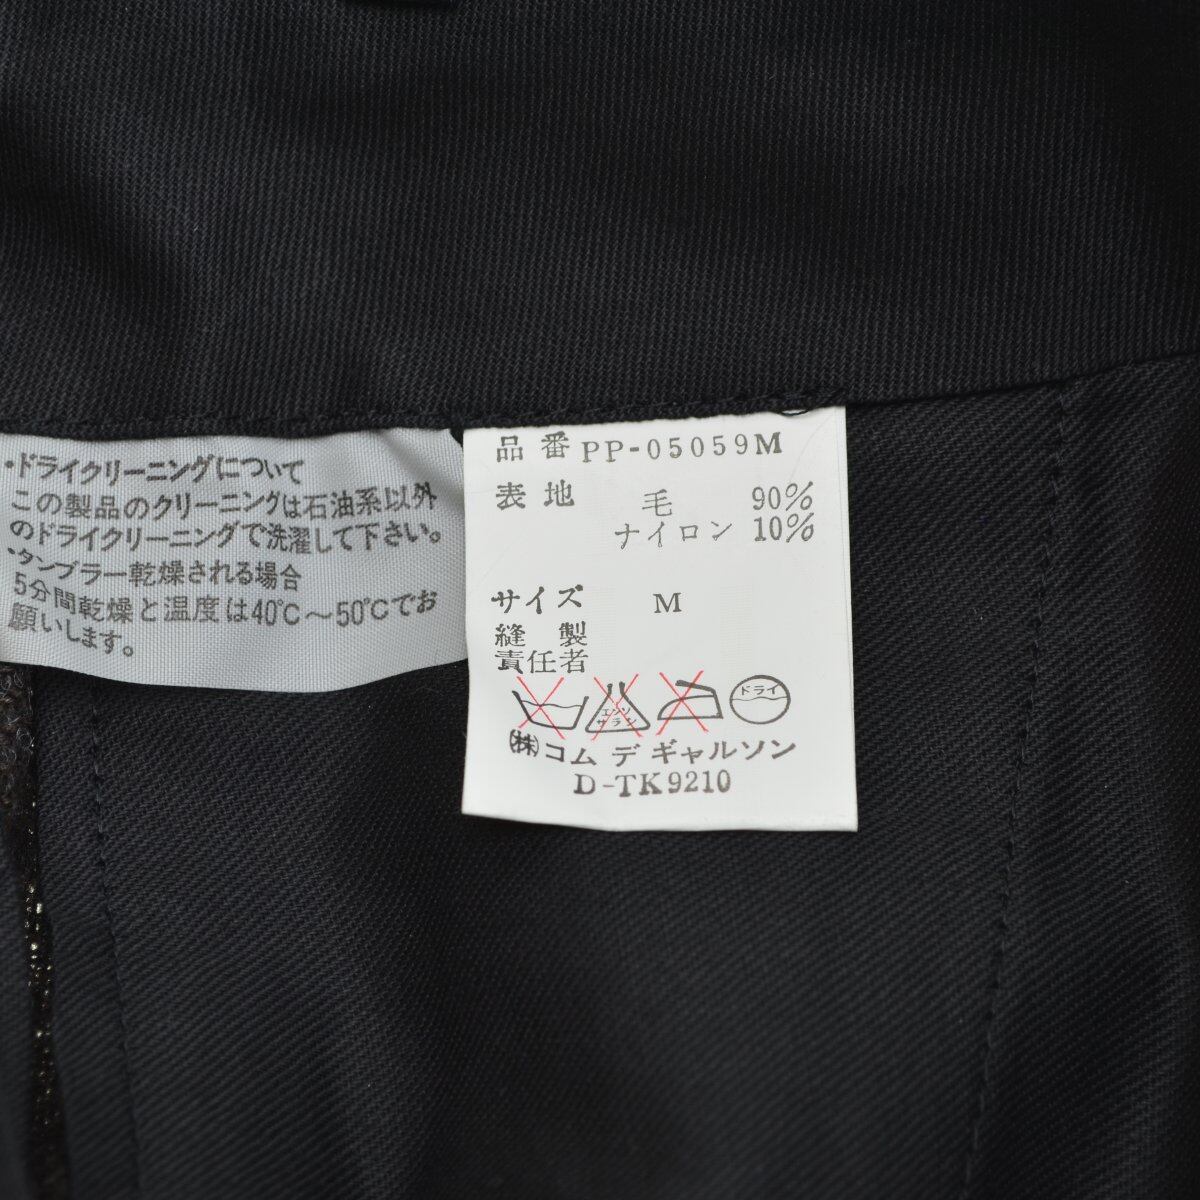 ・ドライクリーニングについて
この製品のクリーニングは石油系以外
のドライクリーニングで洗濯して下さい。
・タンブラー乾燥される場合
5分間乾燥と温度は40℃～50℃でお
願いします。
品番 PP-05059M
表地 毛 90%
ナイロン 10%
サイズ M
縫製
責任者
エンソ
サラシ
ドライ
㈱コム デ ギャルソン
D-TK9210